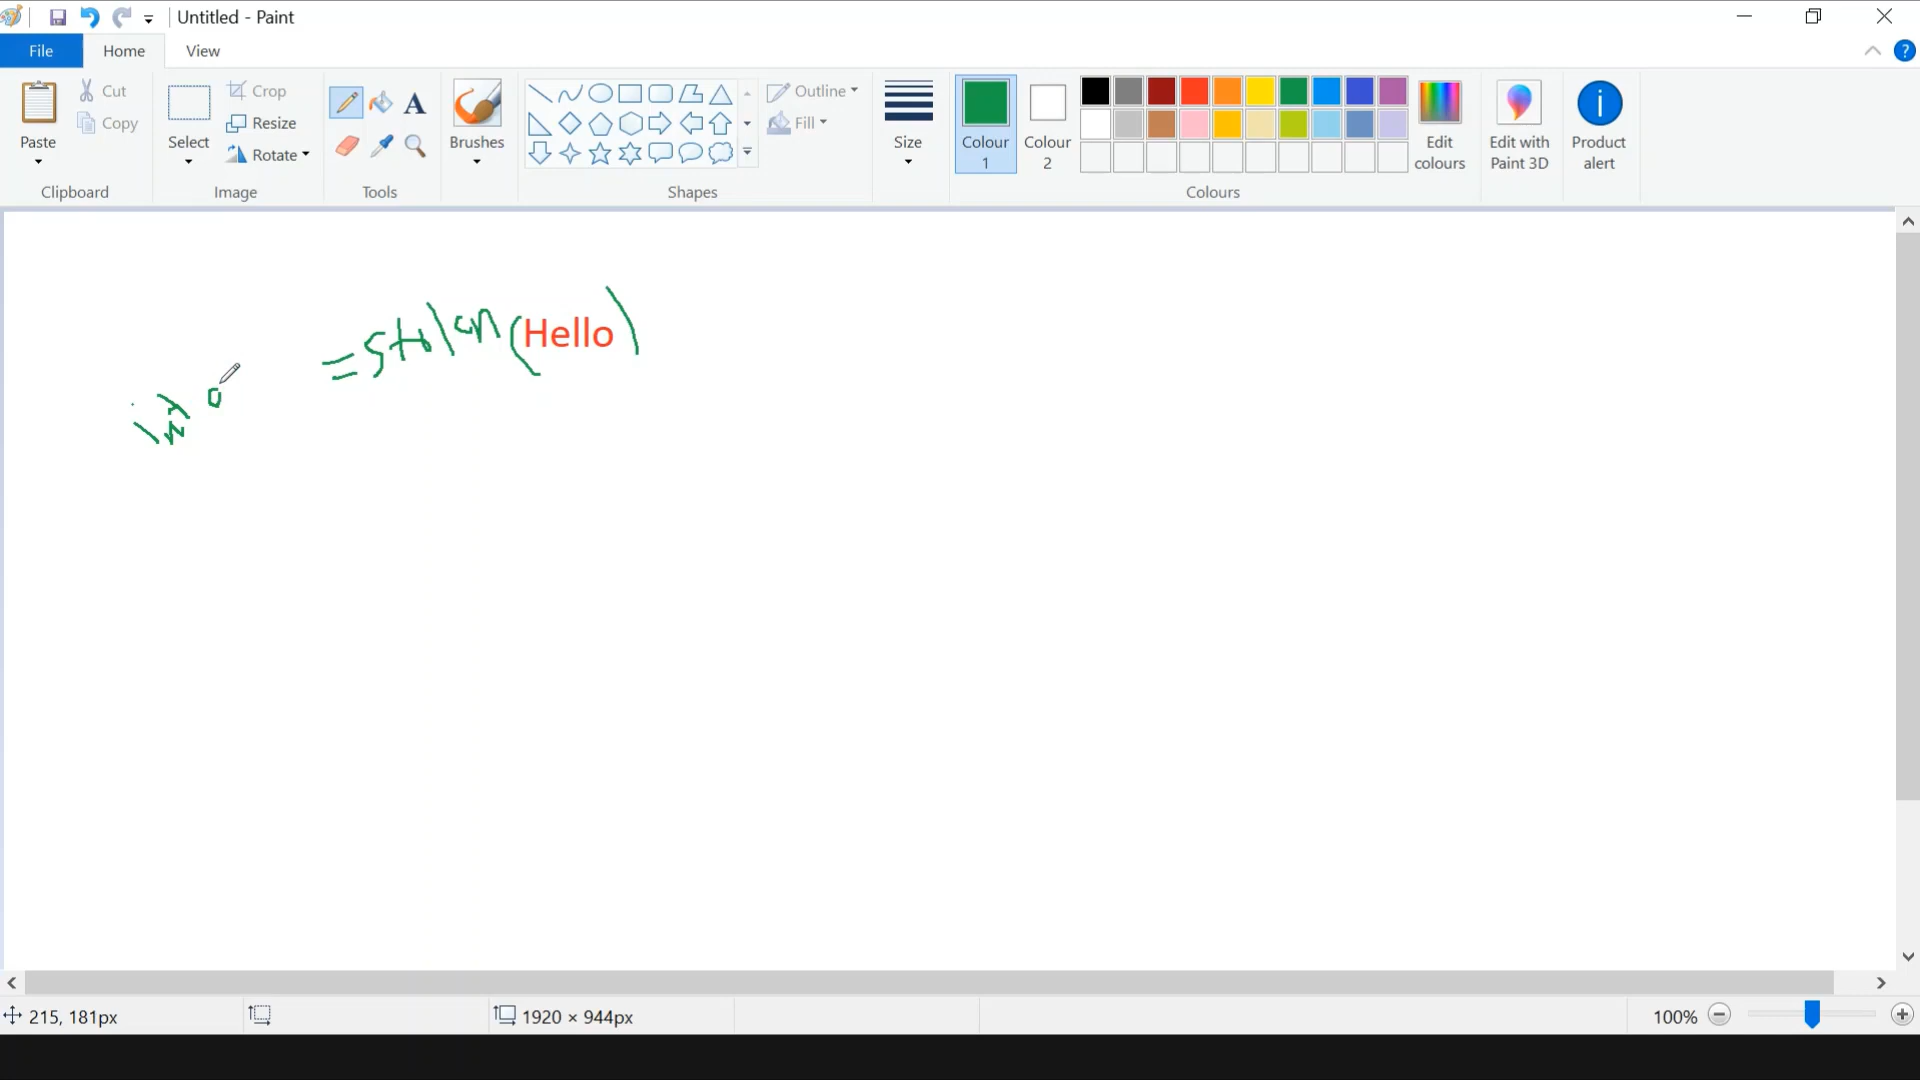 Untitled - Paint
File Home View
Paste
Cut
Copy
Clipboard
Select
Crop
Resize
Rotate
Image
A
Tools
Brushes
Shapes
Outline
Fill
Size
Colour 1
Colour 2
Colours
Edit colours
Edit with Paint 3D
i
Product alert
?
= (Hello)
int a
215, 181px
1920 × 944px
100%